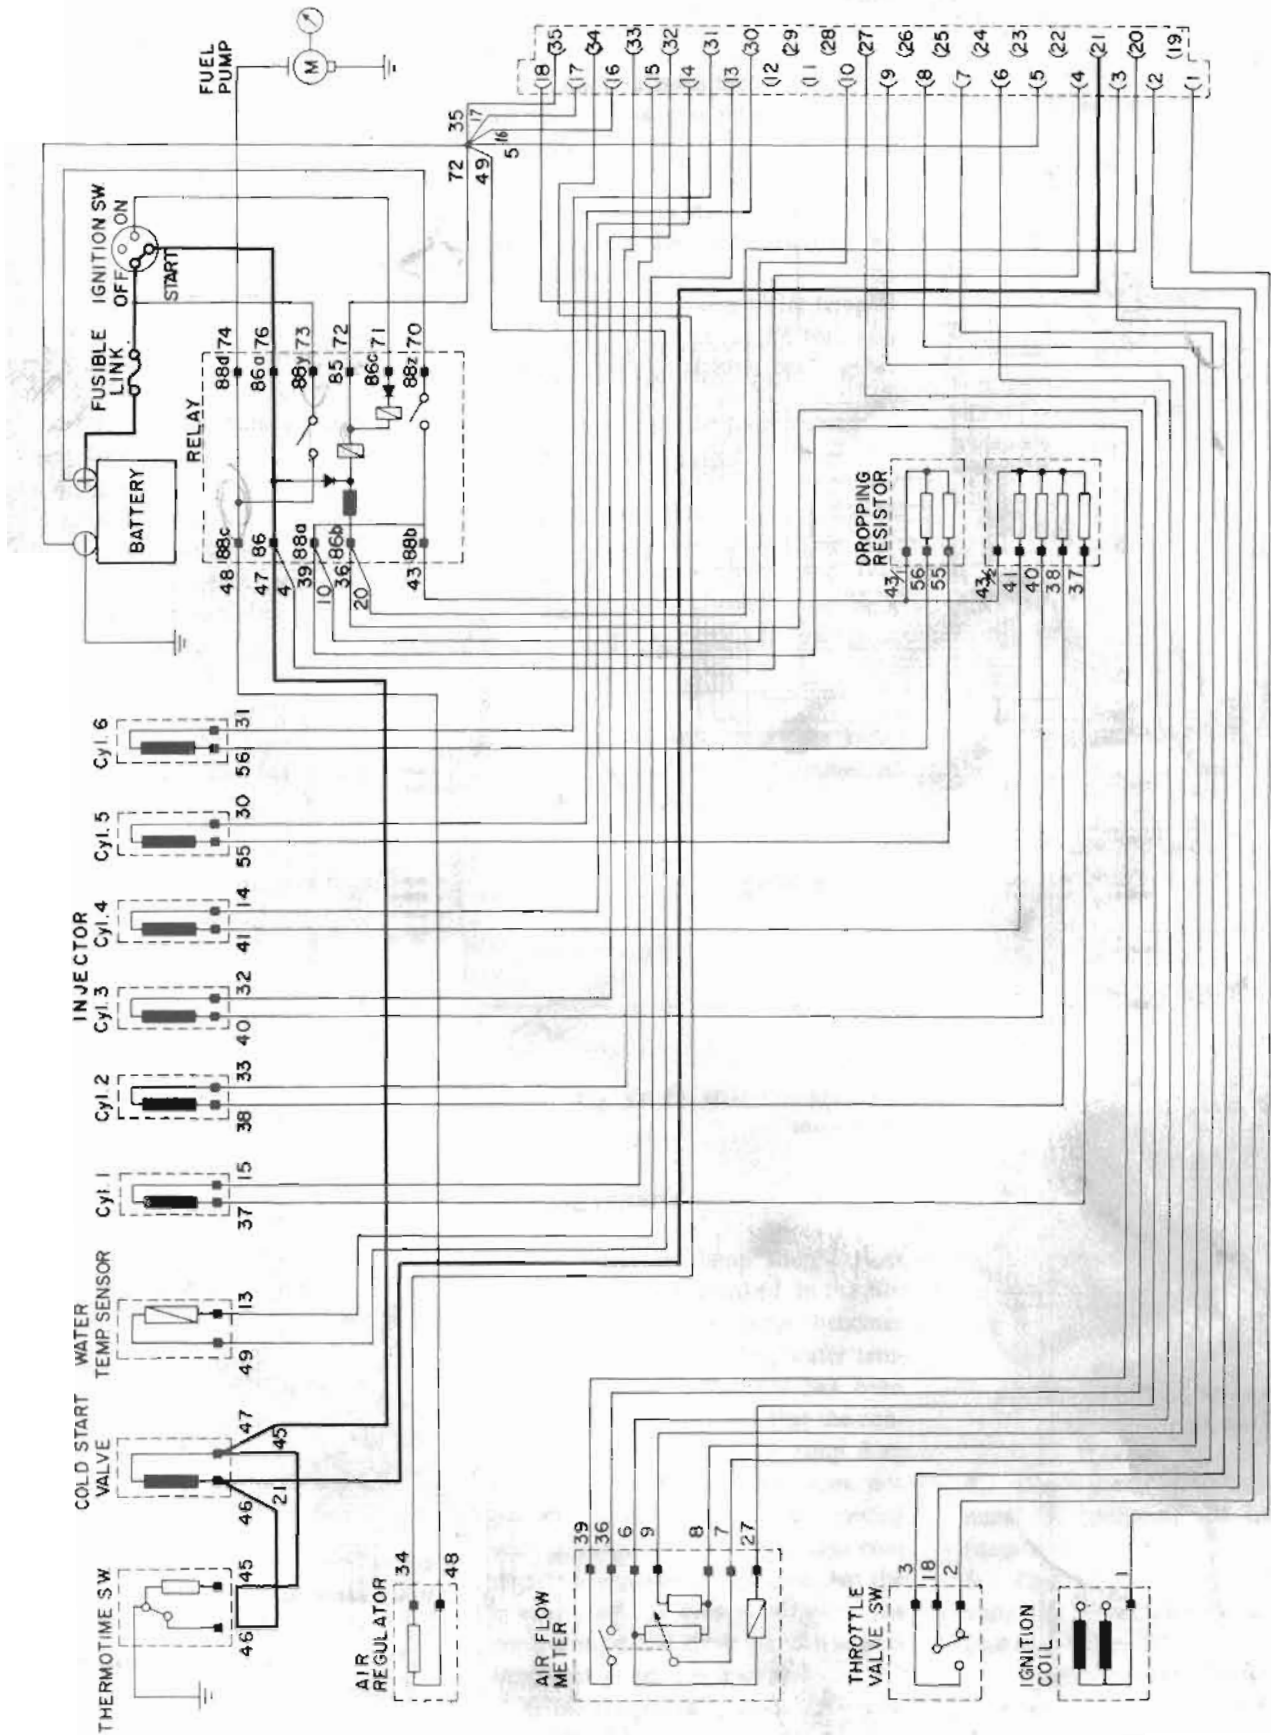 FUEL
PUMP
M
IGNITION SW.
OFF
ON
START
FUSIBLE
LINK
BATTERY
RELAY
88d 74
86a 76
88y 73
85 72
86c 71
88z 70
48 88c
47 86
4
39 88a
10
36 86b
20
43 88b
72
35
17
16
5
49
(18
(17
(16
(15
(14
(13
(12
(11
(10
(9
(8
(7
(6
(5
(4
(3
(2
(1
(35
(34
(33
(32
(31
(30
(29
(28
(27
(26
(25
(24
(23
(22
(21
(20
(19
DROPPING
RESISTOR
43/1
56
55
43/2
41
40
38
37
INJECTOR
Cyl. 6
56 31
Cyl. 5
55 30
Cyl. 4
41 14
Cyl. 3
40 32
Cyl. 2
38 33
Cyl. 1
37 15
WATER
TEMP SENSOR
49 13
COLD START
VALVE
46
47
45
21
THERMOTIME SW.
46 45
AIR
REGULATOR
34
48
AIR FLOW
METER
39
36
6
9
8
7
27
THROTTLE
VALVE SW.
3
18
2
IGNITION
COIL
1